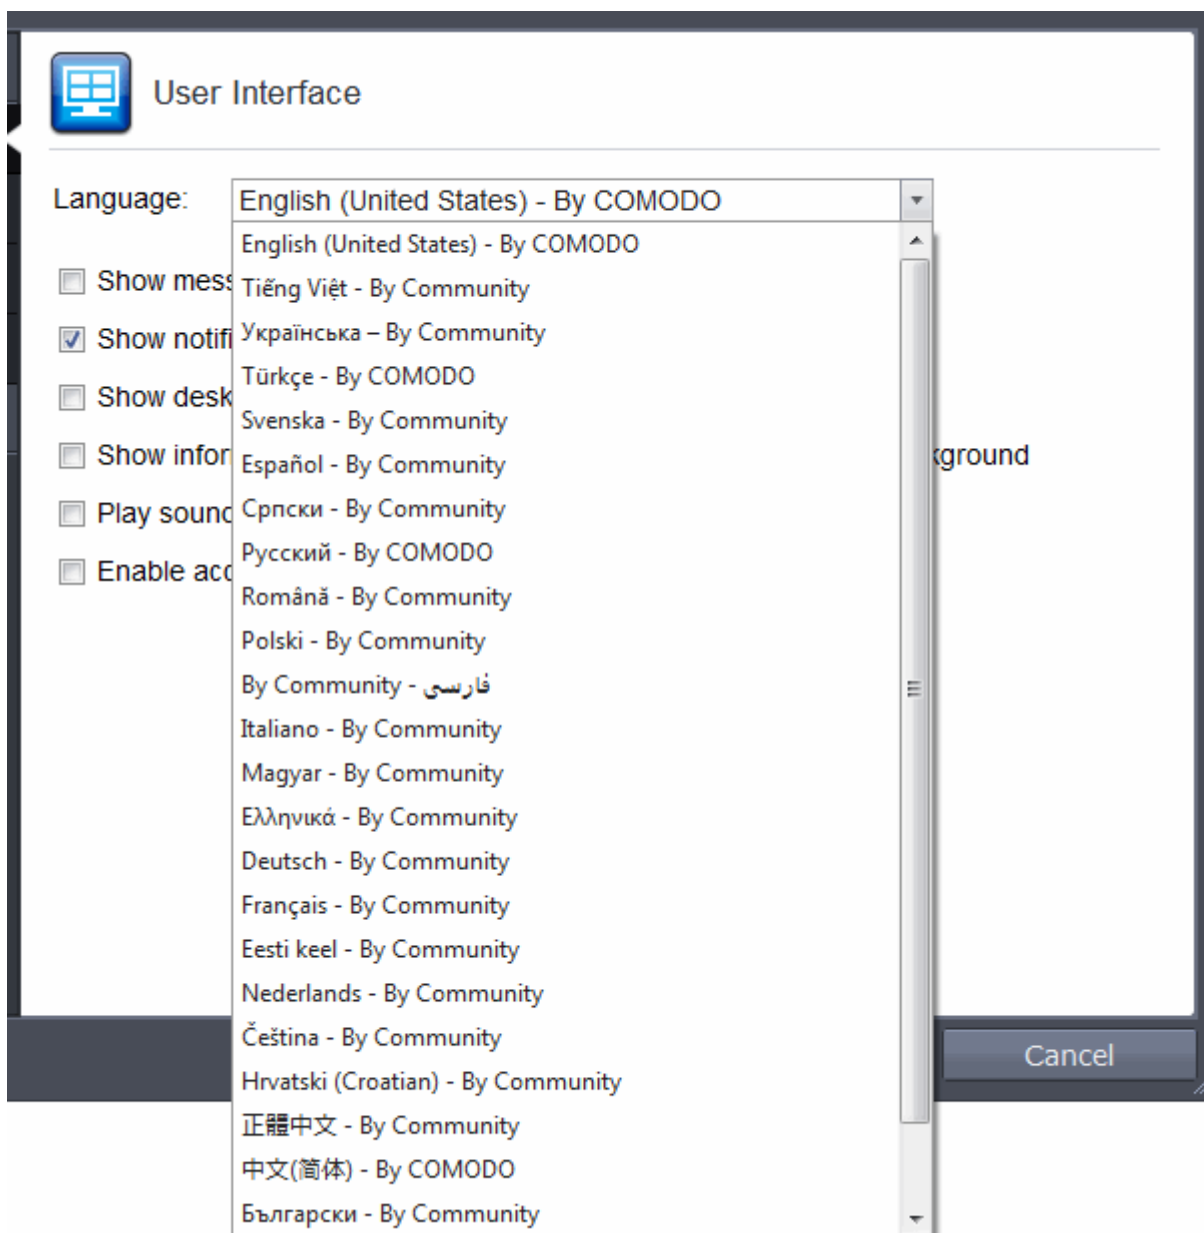 User Interface
Language:
English (United States) - By COMODO
English (United States) - By COMODO
Show mess
Tiếng Việt - By Community
Українська – By Community
Show notifi
Türkçe - By COMODO
Show desk
Svenska - By Community
Show infor
kground
Español - By Community
Play sound
Српски - By Community
Русский - By COMODO
Enable acc
Română - By Community
Polski - By Community
By Community - فارسی
Italiano - By Community
Magyar - By Community
Ελληνικά - By Community
Deutsch - By Community
Français - By Community
Eesti keel - By Community
Nederlands - By Community
Čeština - By Community
Cancel
Hrvatski (Croatian) - By Community
正體中文 - By Community
中文(简体) - By COMODO
Български - By Community